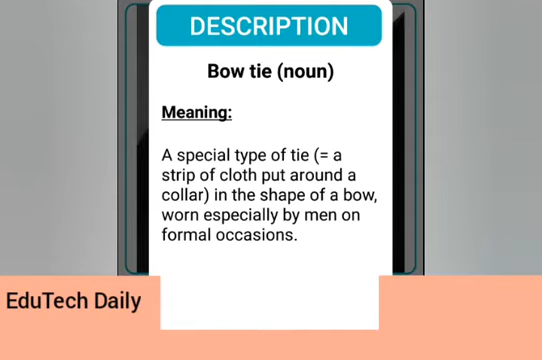 DESCRIPTION
Bow tie (noun)
Meaning:
A special type of tie (= a
strip of cloth put around a
collar) in the shape of a bow,
worn especially by men on
formal occasions.
EduTech Daily